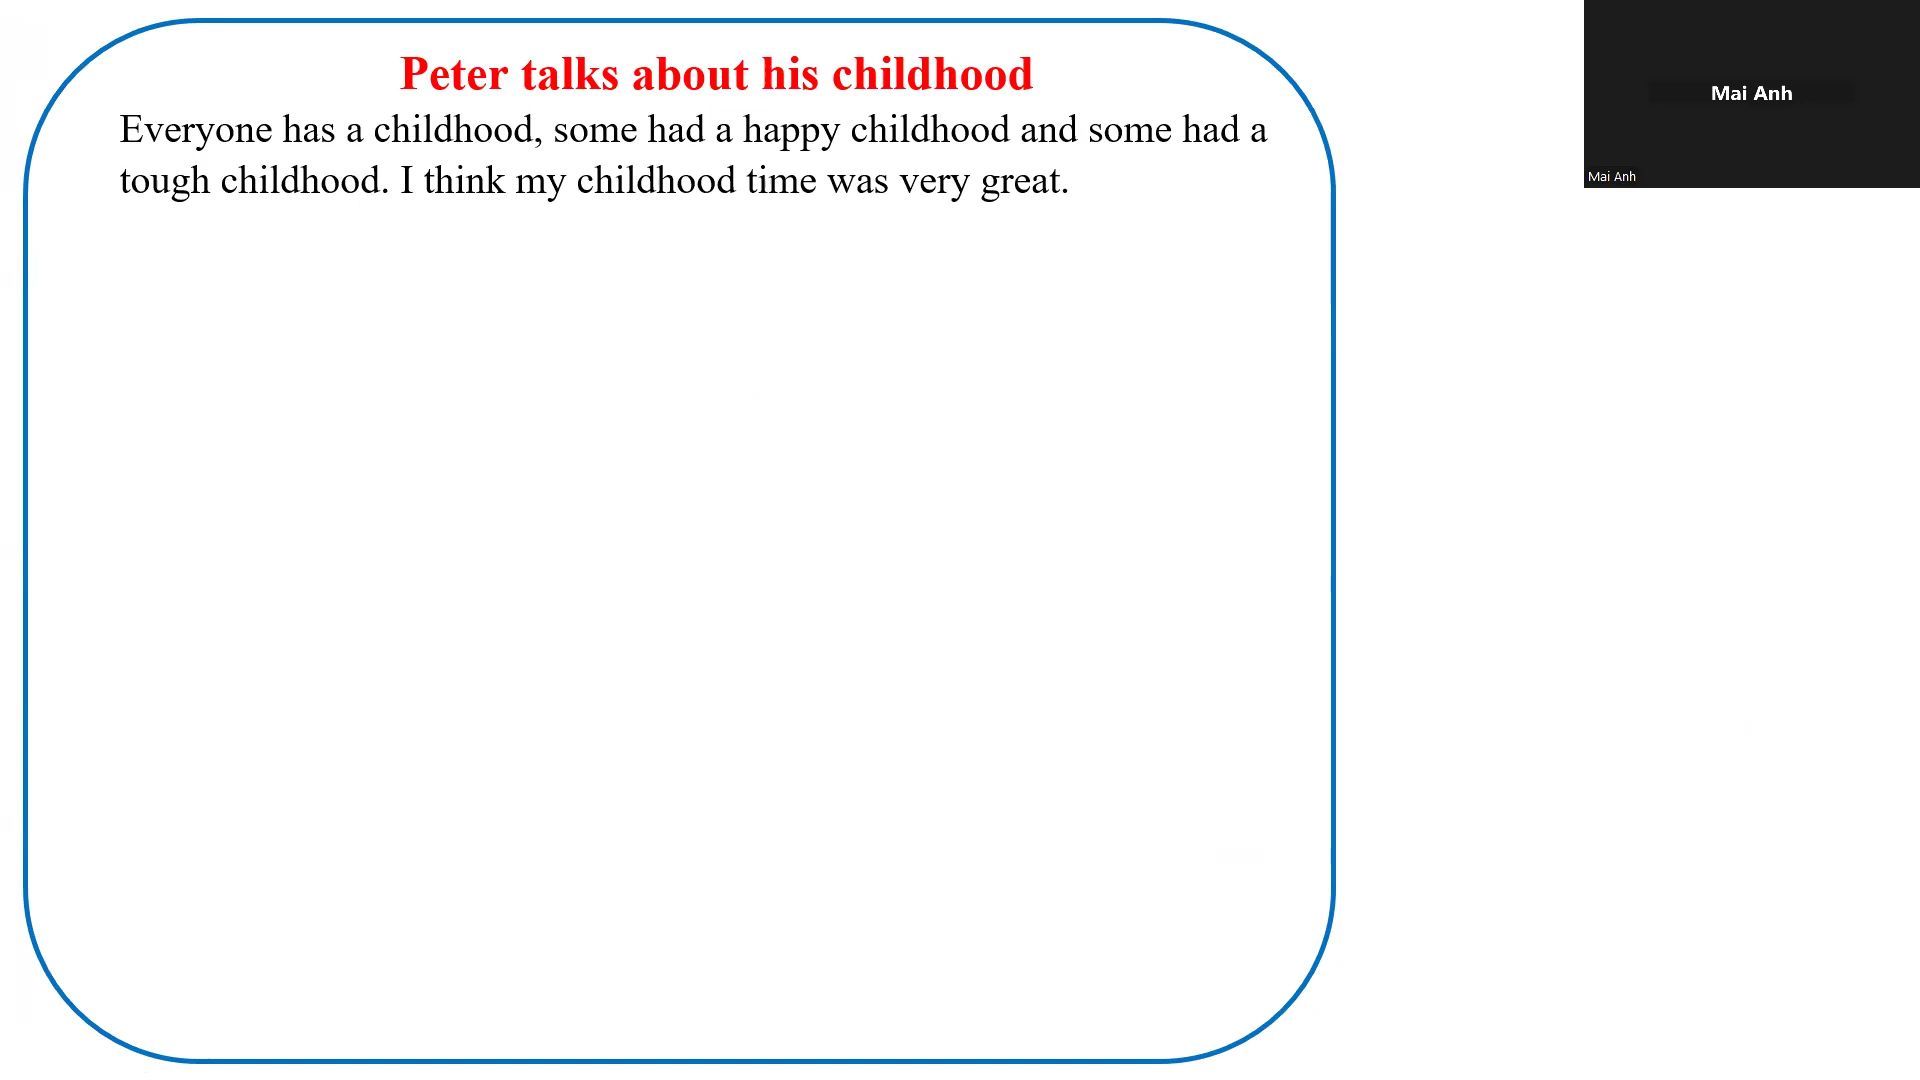 Peter talks about his childhood
Everyone has a childhood, some had a happy childhood and some had a
tough childhood. I think my childhood time was very great.
Mai Anh
Mai Anh